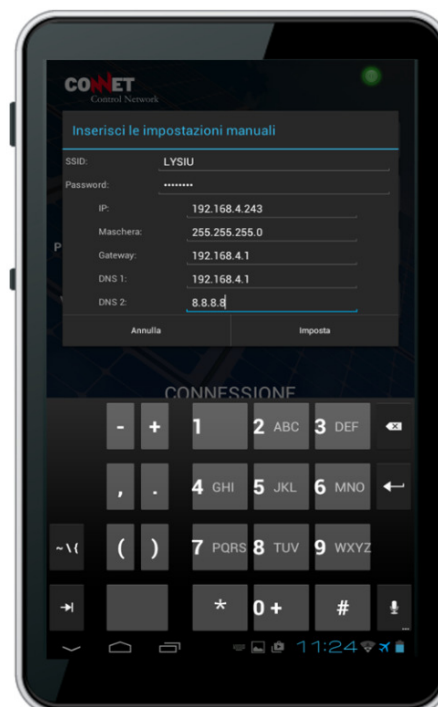 CONNET
Control Network
Inserisci le impostazioni manuali
SSID: LYSIU
Password: ••••••••
IP: 192.168.4.243
Maschera: 255.255.255.0
Gateway: 192.168.4.1
DNS 1: 192.168.4.1
DNS 2: 8.8.8.8
Annulla Imposta
P
CONNESSIONE
- + 1 2 ABC 3 DEF
, . 4 GHI 5 JKL 6 MNO
~\{ ( ) 7 PQRS 8 TUV 9 WXYZ
* 0 + #
11:24